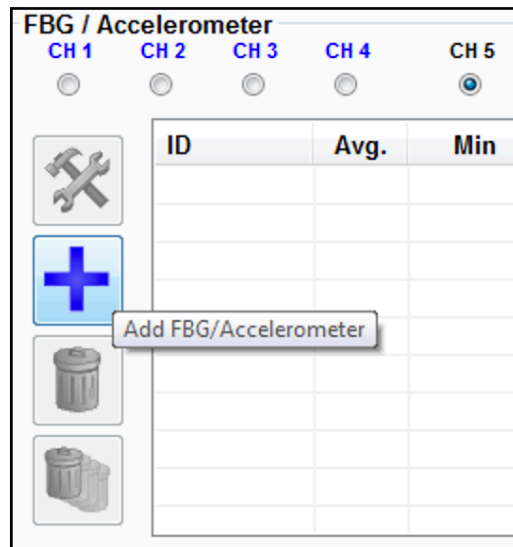 FBG / Accelerometer
CH 1 CH 2 CH 3 CH 4 CH 5
ID Avg. Min
Add FBG/Accelerometer